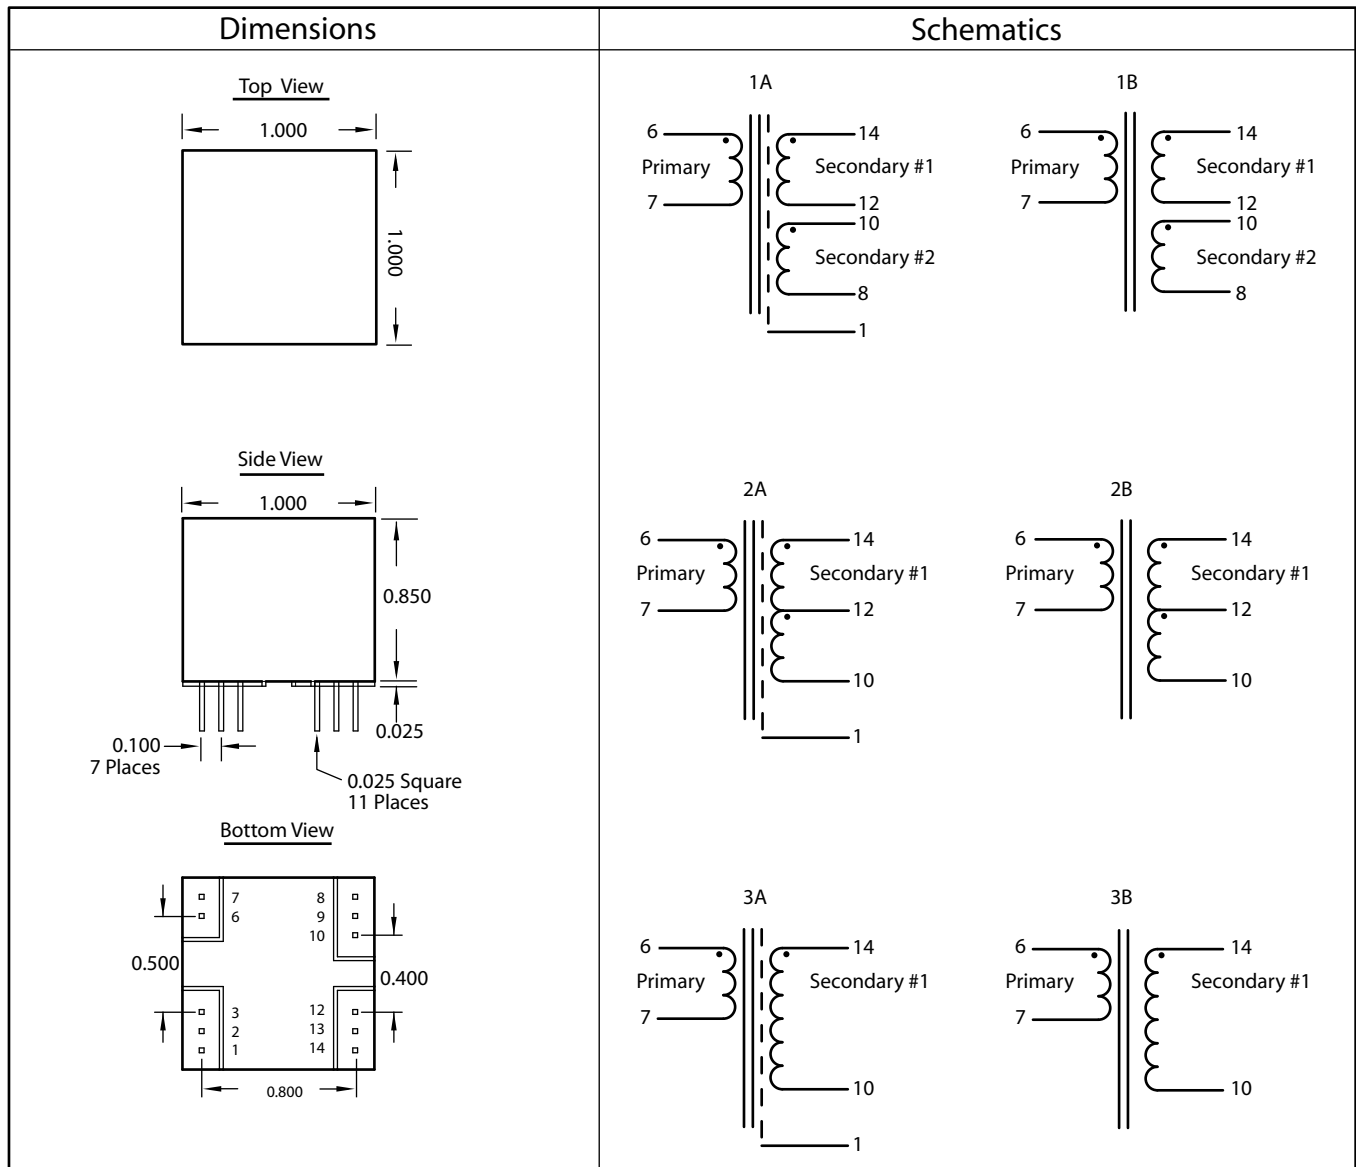 Dimensions
Schematics
Top View
1.000
1.000
Side View
1.000
0.850
0.025
0.100
7 Places
0.025 Square
11 Places
Bottom View
7
8
6
9
10
0.500
0.400
3
12
2
13
1
14
0.800
1A
6
14
Primary
Secondary #1
7
12
10
Secondary #2
8
1
1B
6
14
Primary
Secondary #1
7
12
10
Secondary #2
8
2A
6
14
Primary
Secondary #1
7
12
10
1
2B
6
14
Primary
Secondary #1
7
12
10
3A
6
14
Primary
Secondary #1
7
10
1
3B
6
14
Primary
Secondary #1
7
10